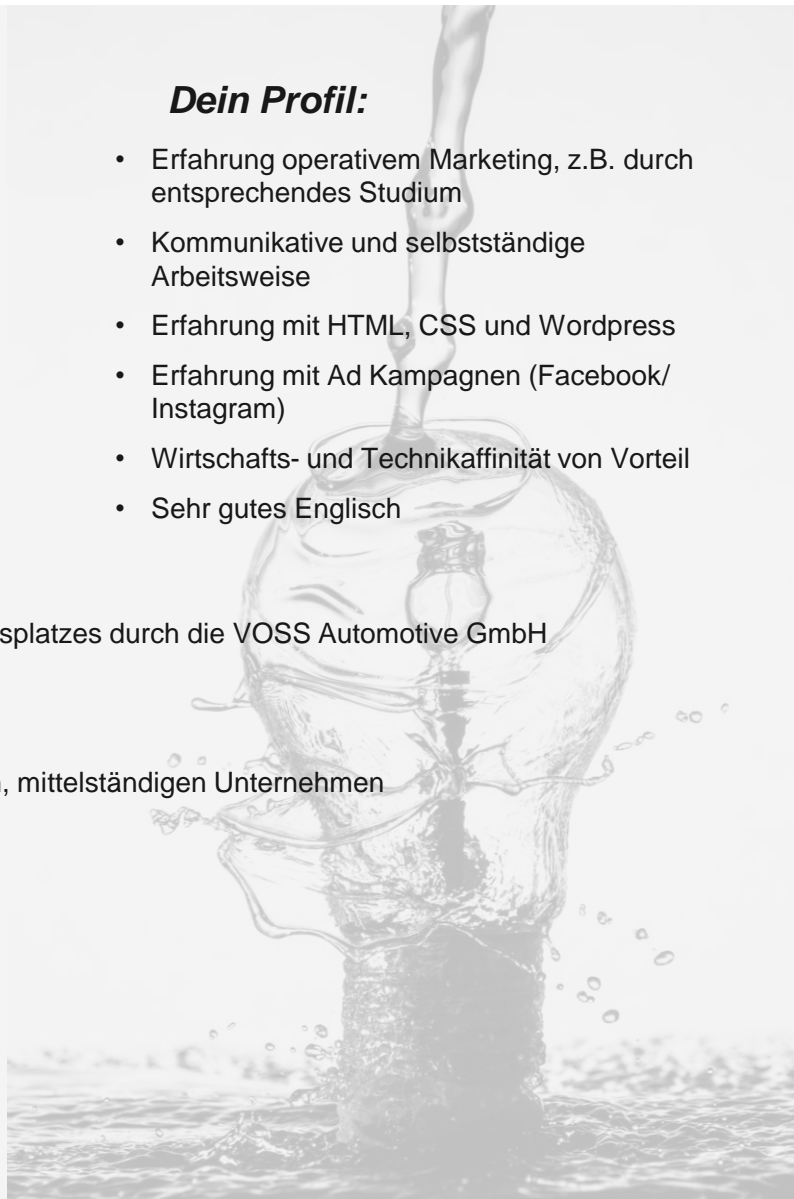 Dein Profil:
• Erfahrung operativem Marketing, z.B. durch
entsprechendes Studium
• Kommunikative und selbstständige
Arbeitsweise
• Erfahrung mit HTML, CSS und Wordpress
• Erfahrung mit Ad Kampagnen (Facebook/
Instagram)
• Wirtschafts- und Technikaffinität von Vorteil
• Sehr gutes Englisch
splatzes durch die VOSS Automotive GmbH
, mittelständigen Unternehmen